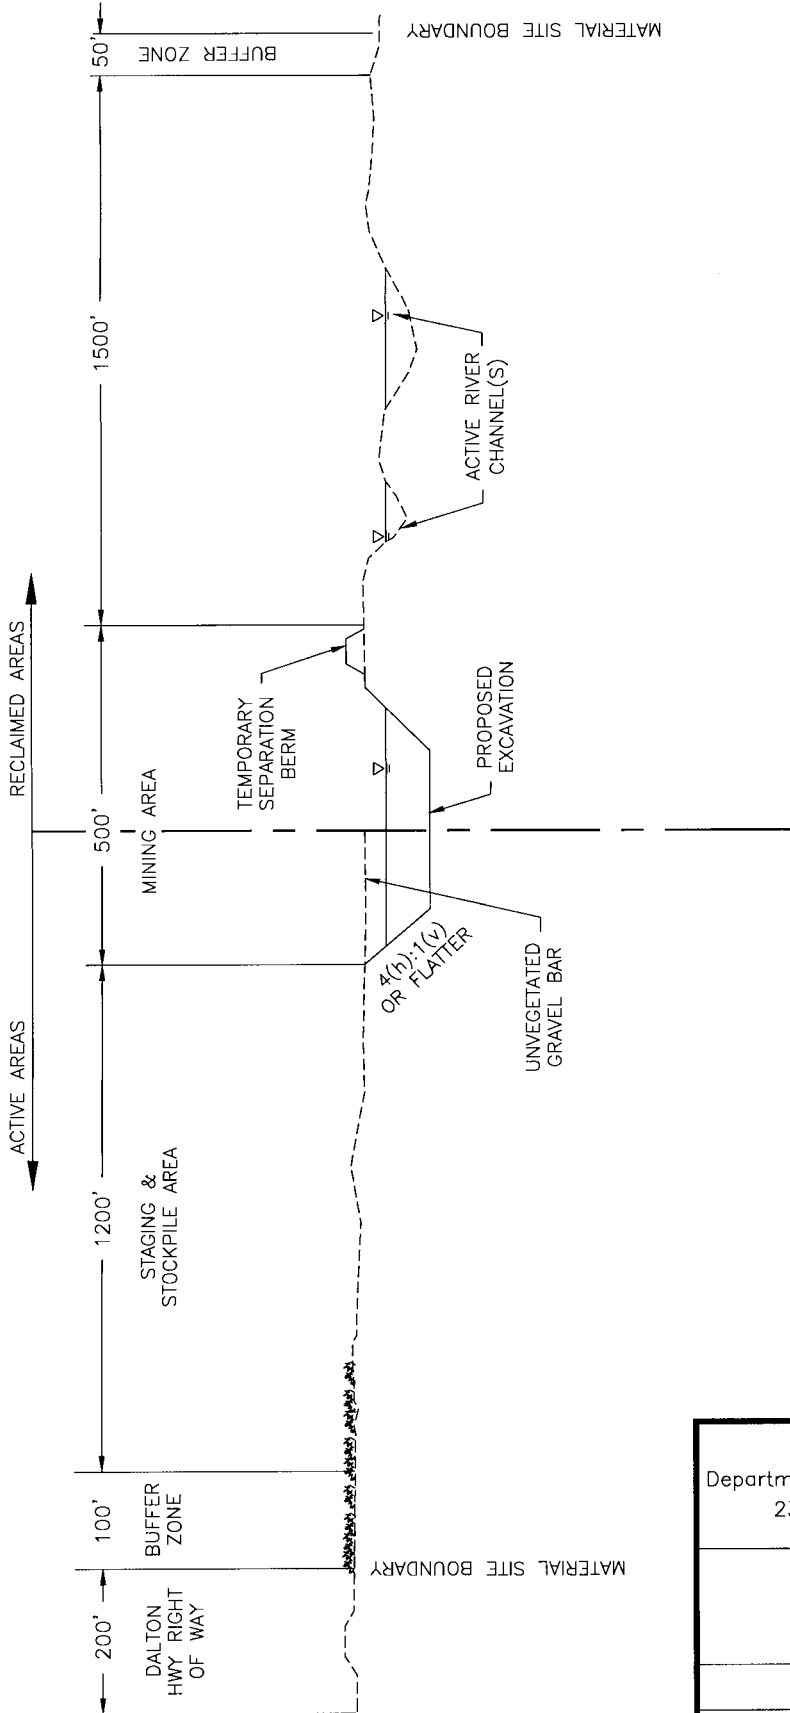 ACTIVE AREAS
RECLAIMED AREAS
200'
100'
1200'
500'
1500'
50'
DALTON
HWY RIGHT
OF WAY
BUFFER
ZONE
STAGING &
STOCKPILE AREA
MINING AREA
BUFFER ZONE
MATERIAL SITE BOUNDARY
MATERIAL SITE BOUNDARY
TEMPORARY
SEPARATION
BERM
4(h):1(v)
OR FLATTER
UNVEGETATED
GRAVEL BAR
PROPOSED
EXCAVATION
ACTIVE RIVER
CHANNEL(S)
Departm